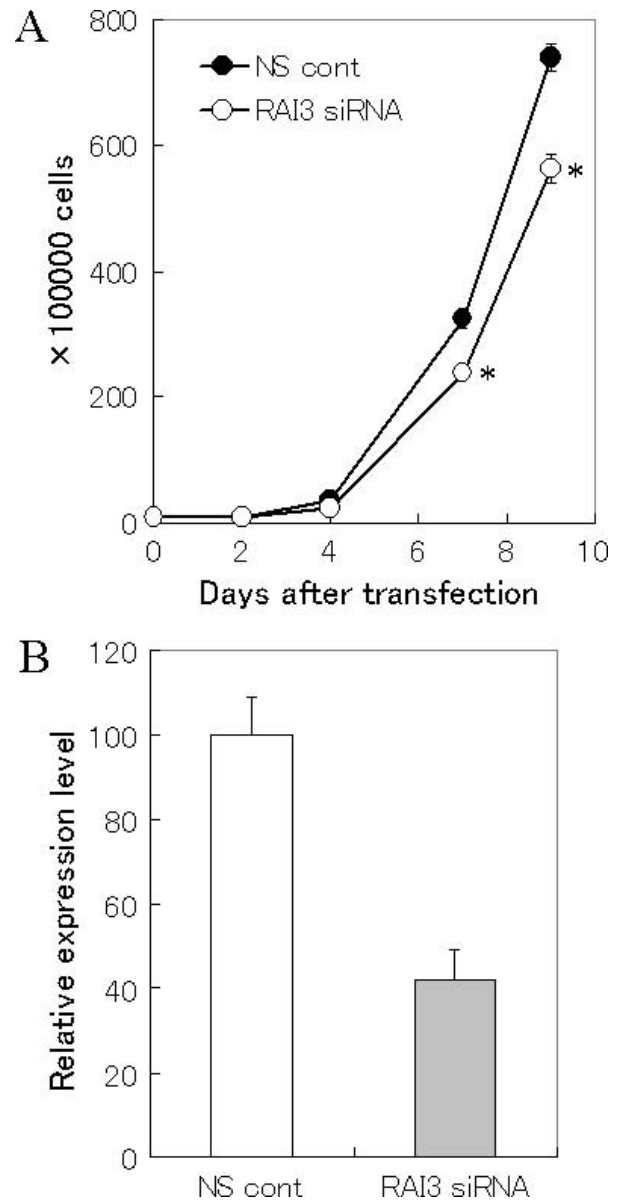 A
800
600
400
200
0
×100000 cells
NS cont
RAI3 siRNA
*
*
0 2 4 6 8 10
Days after transfection
B
120
100
80
60
40
20
0
Relative expression level
NS cont RAI3 siRNA